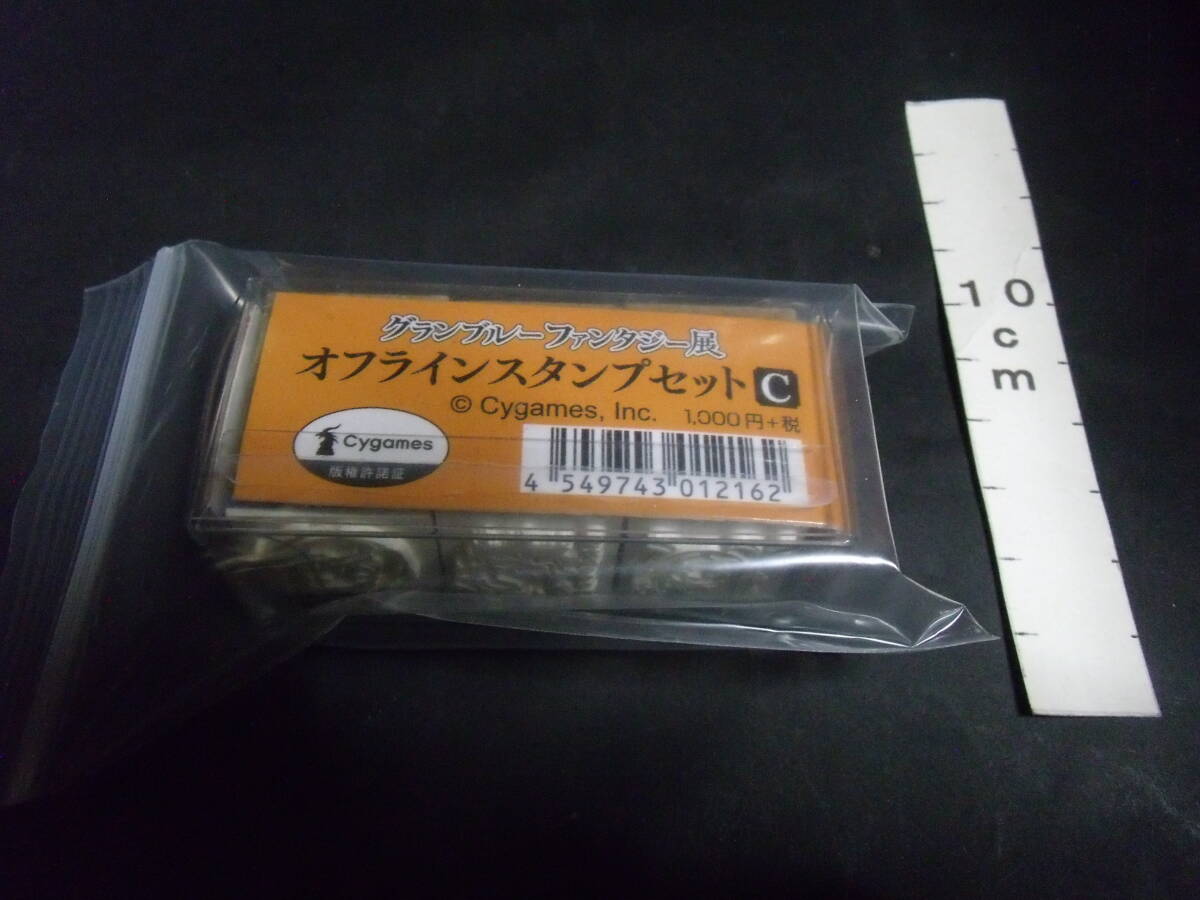 グランブルーファンタジー展
オフラインスタンプセット C
© Cygames, Inc. 1,000円+税
Cygames
版権許諾証
4 549743 012162
10
c
m